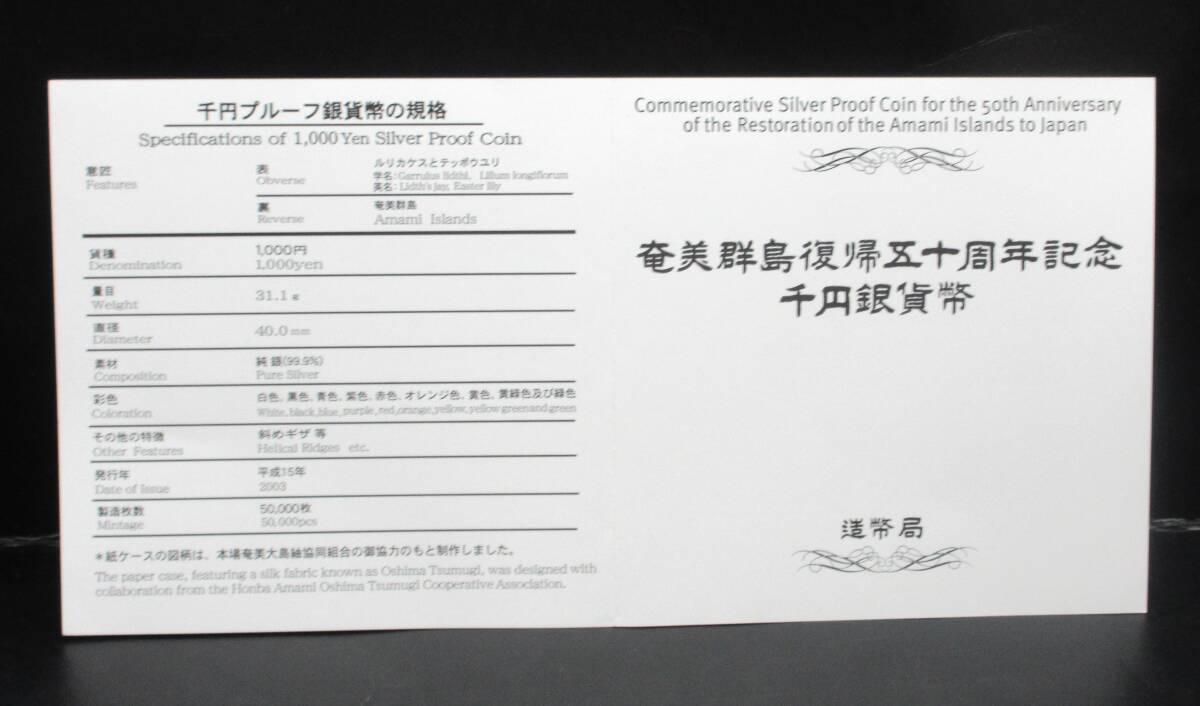 千円プルーフ銀貨幣の規格
Specifications of 1,000 Yen Silver Proof Coin
意匠
Features
表
Obverse
ルリカケスとテッポウユリ
学名:Garrulus lidthi, Lilium longiflorum
英名:Lidth's jay, Easter lily
裏
Reverse
奄美群島
Amami Islands
貨種
Denomination
1,000円
1,000yen
量目
Weight
31.1 g
直径
Diameter
40.0 mm
素材
Composition
純銀(99.9%)
Pure Silver
彩色
Coloration
白色、黒色、青色、紫色、赤色、オレンジ色、黄色、黄緑色及び緑色
White, black, blue, purple, red, orange, yellow, yellow green and green
その他の特徴
Other Features
斜めギザ 等
Helical Ridges etc.
発行年
Date of Issue
平成15年
2003
製造枚数
Mintage
50,000枚
50,000pcs
*紙ケースの図柄は、本場奄美大島紬協同組合の御協力のもと制作しました。
The paper case, featuring a silk fabric known as Oshima Tsumugi, was designed with
collaboration from the Honba Amami Oshima Tsumugi Cooperative Association.
Commemorative Silver Proof Coin for the 50th Anniversary
of the Restoration of the Amami Islands to Japan
奄美群島復帰五十周年記念
千円銀貨幣
造幣局